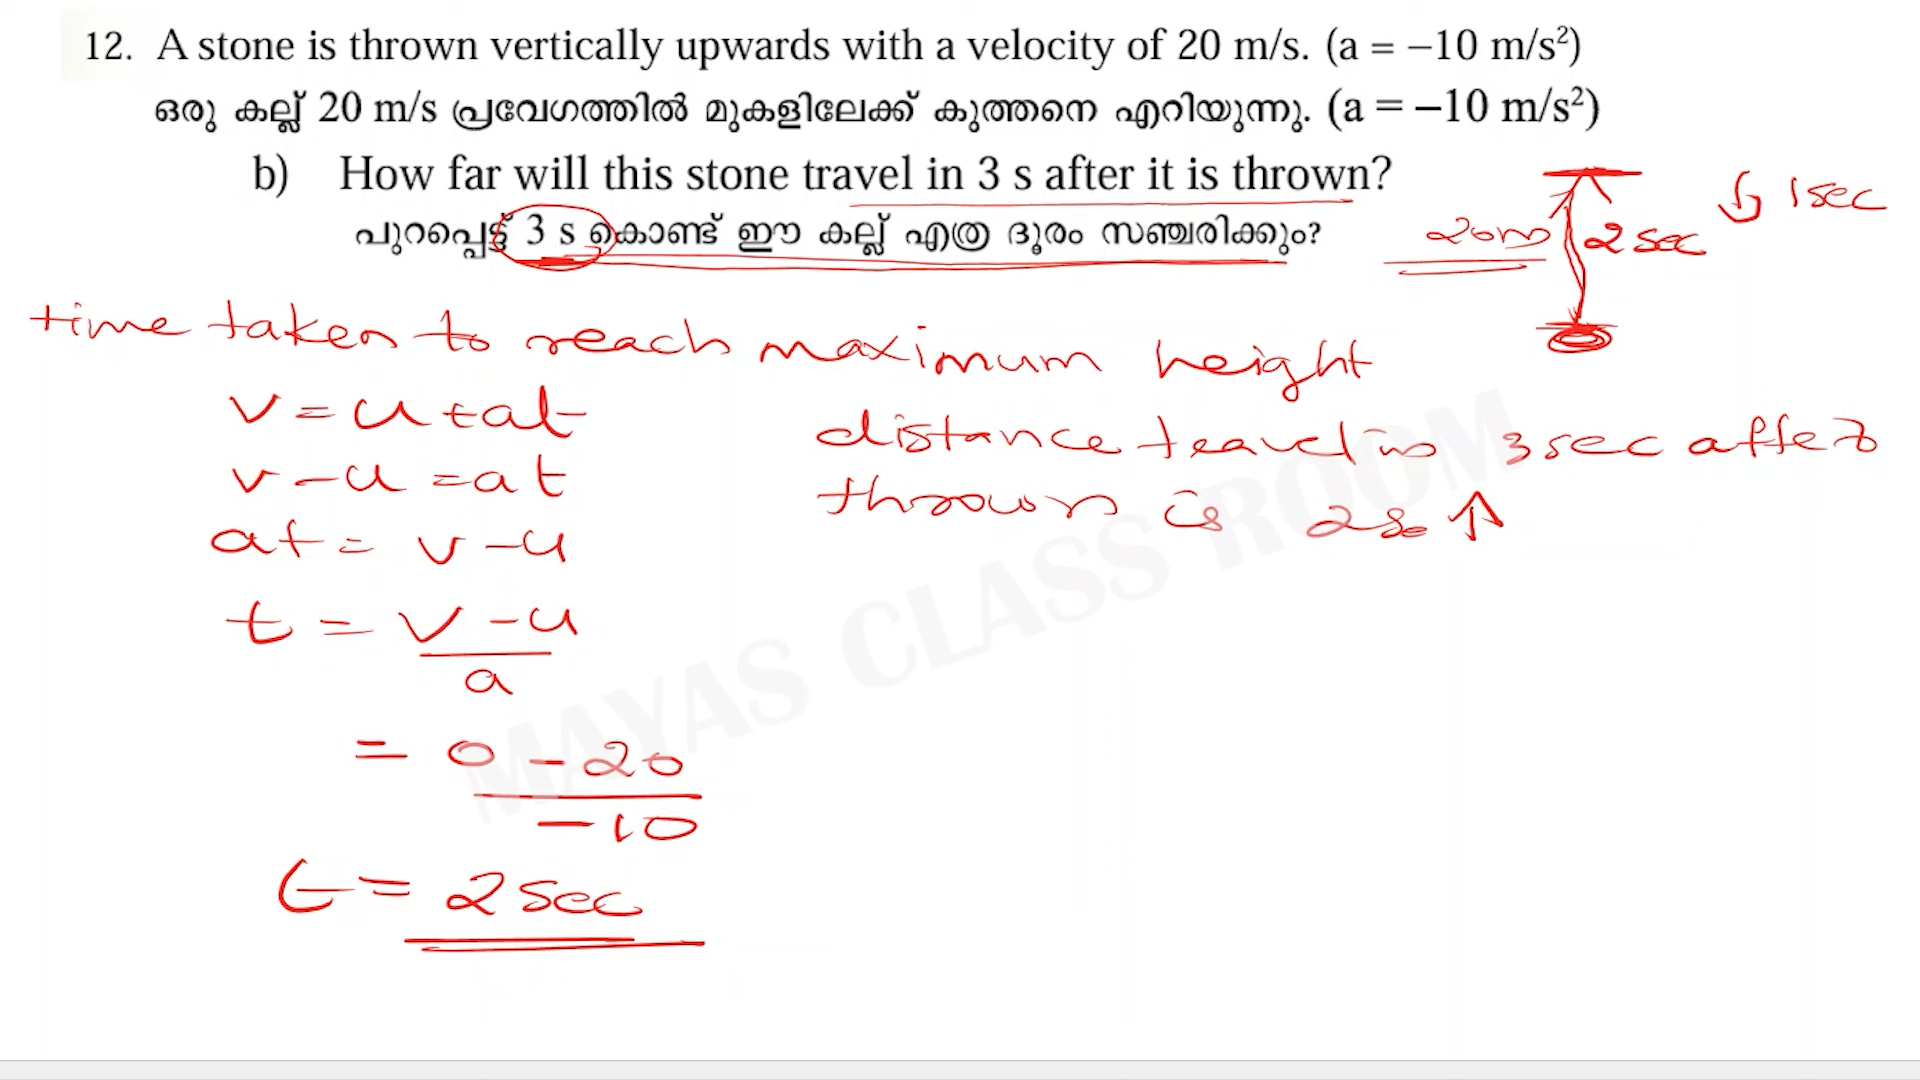 12. A stone is thrown vertically upwards with a velocity of 20 m/s. (a = –10 m/s²)
ഒരു കല്ല് 20 m/s പ്രവേഗത്തിൽ മുകളിലേക്ക് കുത്തനെ എറിയുന്നു. (a = –10 m/s²)
b) How far will this stone travel in 3 s after it is thrown?
പുറപ്പെട്ട് 3 s കൊണ്ട് ഈ കല്ല് എത്ര ദൂരം സഞ്ചരിക്കും?
20m 2 sec 1 sec
time taken to reach maximum height
v = u + at
v - u = at
at = v - u
t = v - u
a
= 0 - 20
-10
t = 2 sec
distance travel in 3 sec after
thrown is 2 se ↑
MAYAS CLASS ROOM